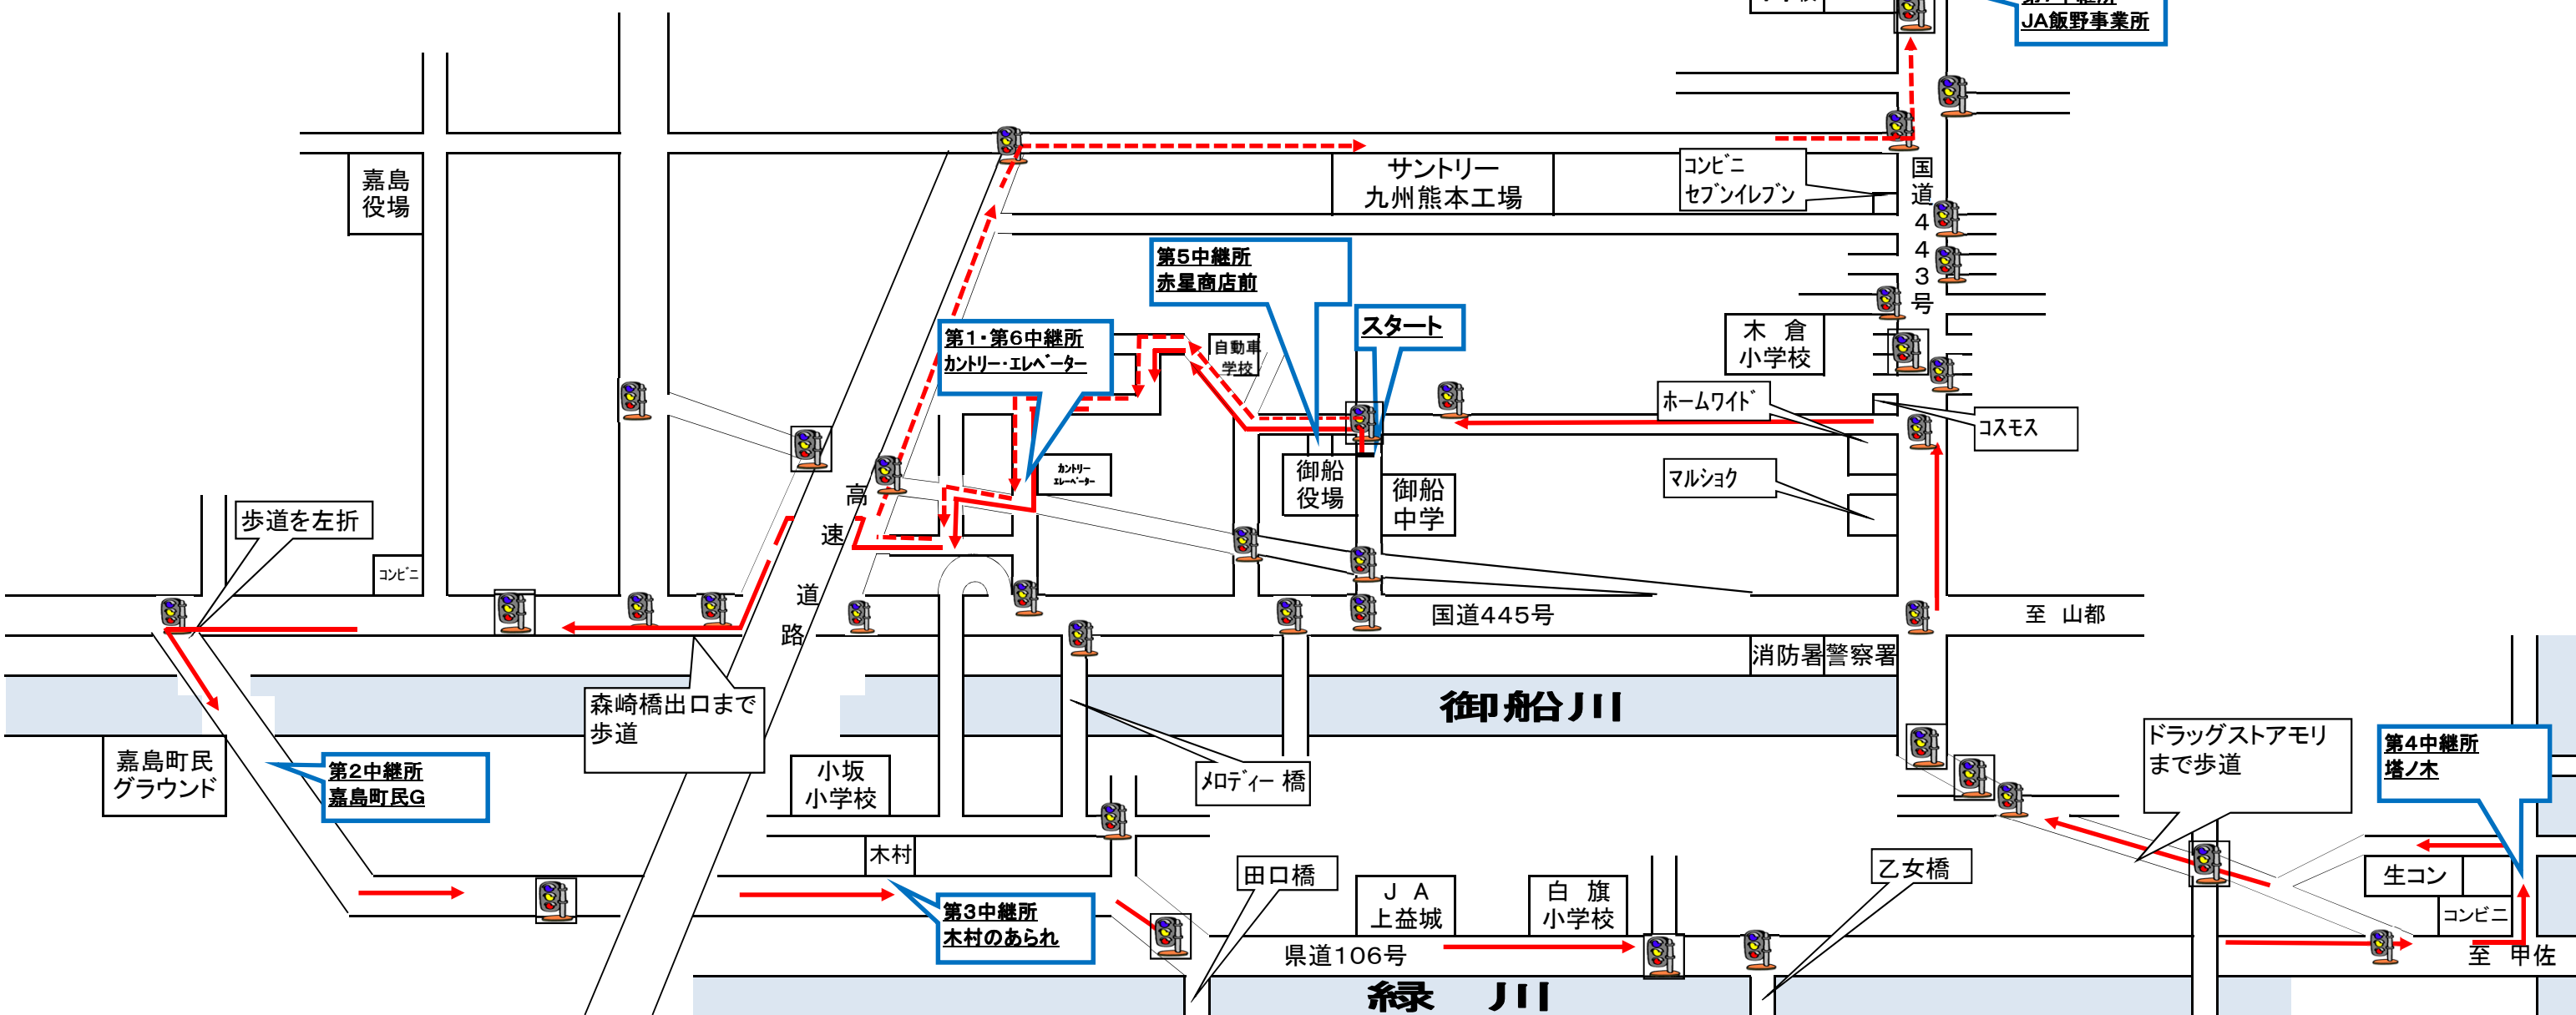 JA飯野事業所
嘉島
役場
サントリー
九州熊本工場
コンビニ
セブンイレブン
国道443号
第5中継所
赤星商店前
スタート
第1・第6中継所
カントリー・エレベーター
自動車
学校
木 倉
小学校
ホームワイド
コスモス
マルショク
カントリー
エレベーター
御船
役場
御船
中学
高速道路
歩道を左折
コンビニ
国道445号
至 山都
消防署
警察署
森崎橋出口まで
歩道
御船川
嘉島町民
グラウンド
第2中継所
嘉島町民G
小坂
小学校
メロディー橋
ドラッグストアモリ
まで歩道
第4中継所
塔ノ木
木村
第3中継所
木村のあられ
田口橋
J A
上益城
白 旗
小学校
乙女橋
生コン
コンビニ
県道106号
至 甲佐
緑 川